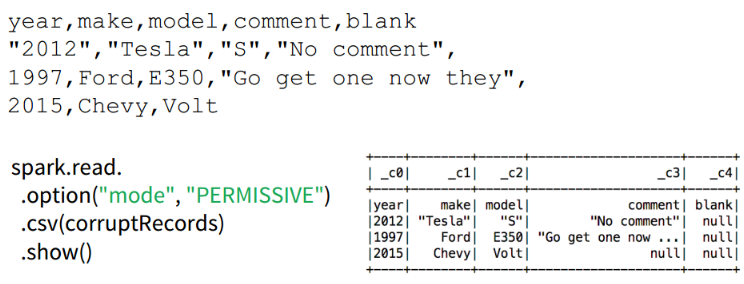 year,make,model,comment,blank
"2012","Tesla","S","No comment",
1997,Ford,E350,"Go get one now they",
2015,Chevy,Volt
spark.read.
.option("mode", "PERMISSIVE")
.csv(corruptRecords)
.show()
+----+-------+-----+--------------------+-----+
| _c0|    _c1|  _c2|                 _c3|  _c4|
+----+-------+-----+--------------------+-----+
|year|   make|model|             comment|blank|
|2012|"Tesla"|  "S"|        "No comment"| null|
|1997|   Ford| E350|"Go get one now ...| null|
|2015|  Chevy| Volt|                null| null|
+----+-------+-----+--------------------+-----+